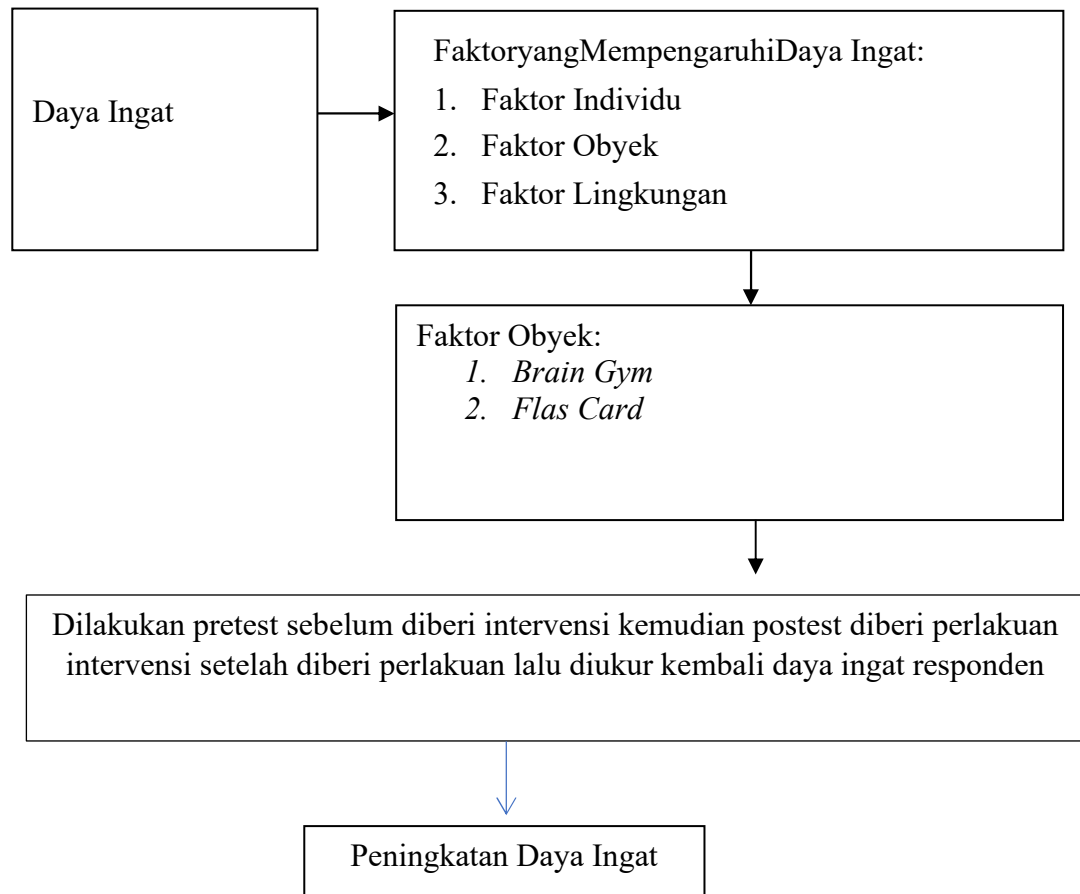 Daya Ingat
FaktoryangMempengaruhiDaya Ingat:
1. Faktor Individu
2. Faktor Obyek
3. Faktor Lingkungan
Faktor Obyek:
1. Brain Gym
2. Flas Card
Dilakukan pretest sebelum diberi intervensi kemudian postest diberi perlakuan
intervensi setelah diberi perlakuan lalu diukur kembali daya ingat responden
Peningkatan Daya Ingat